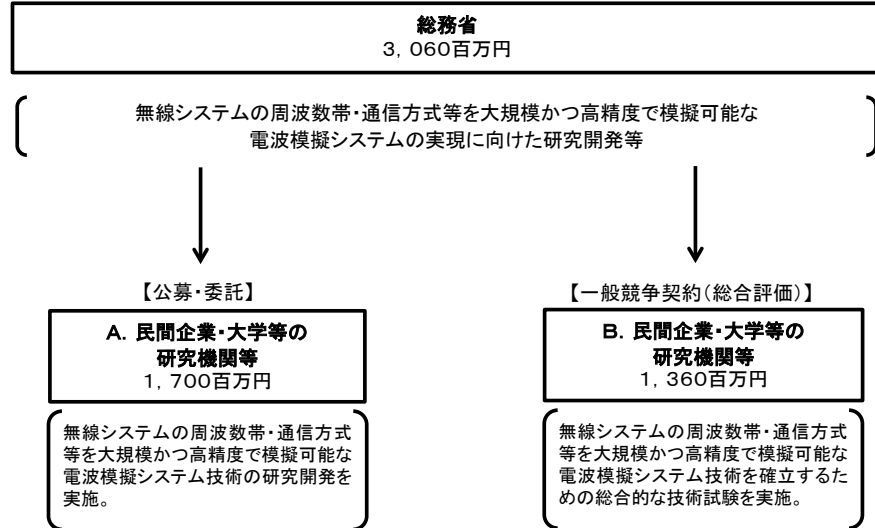 総務省
3,060百万円
無線システムの周波数帯・通信方式等を大規模かつ高精度で模擬可能な
電波模擬システムの実現に向けた研究開発等
【公募・委託】
A. 民間企業・大学等の
研究機関等
1,700百万円
無線システムの周波数帯・通信方式
等を大規模かつ高精度で模擬可能な
電波模擬システム技術の研究開発を
実施。
【一般競争契約(総合評価)】
B. 民間企業・大学等の
研究機関等
1,360百万円
無線システムの周波数帯・通信方式
等を大規模かつ高精度で模擬可能な
電波模擬システム技術を確立するた
めの総合的な技術試験を実施。